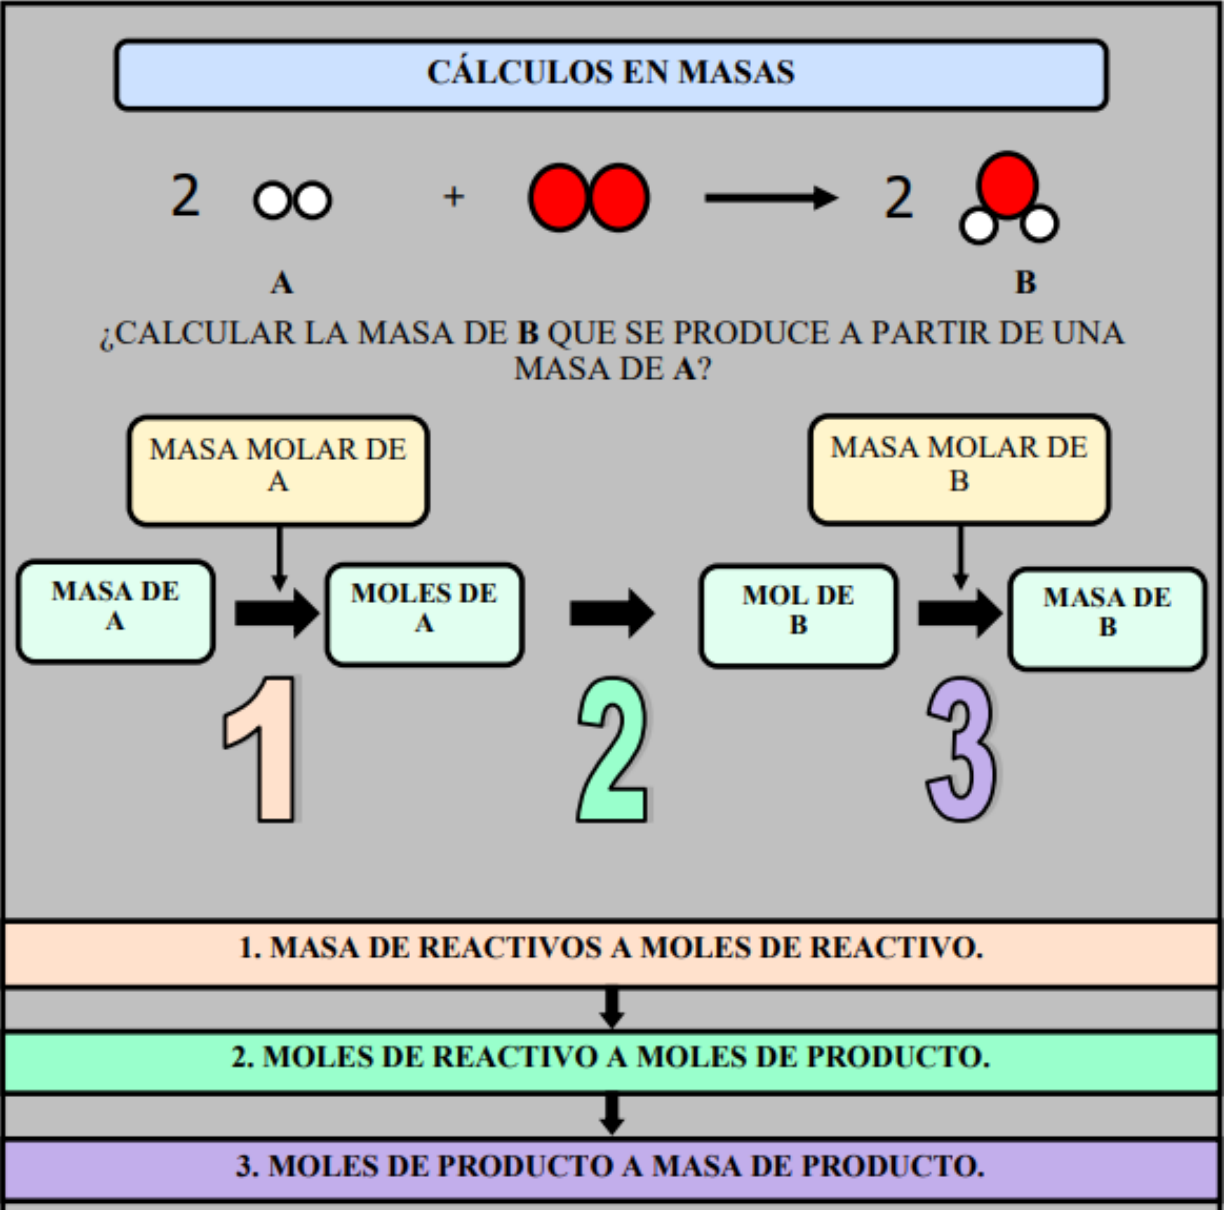 CÁLCULOS EN MASAS
2 + 2
A B
¿CALCULAR LA MASA DE B QUE SE PRODUCE A PARTIR DE UNA
MASA DE A?
MASA MOLAR DE
A
MASA MOLAR DE
B
MASA DE
A
MOLES DE
A
MOL DE
B
MASA DE
B
1 2 3
1. MASA DE REACTIVOS A MOLES DE REACTIVO.
2. MOLES DE REACTIVO A MOLES DE PRODUCTO.
3. MOLES DE PRODUCTO A MASA DE PRODUCTO.